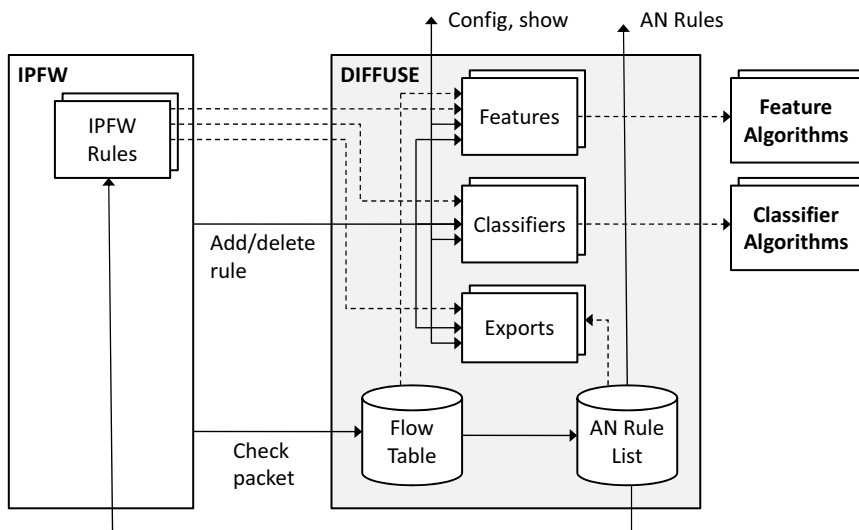 Config, show
AN Rules
IPFW
DIFFUSE
IPFW
Rules
Features
Feature
Algorithms
Classifiers
Classifier
Algorithms
Add/delete
rule
Exports
Flow
Table
AN Rule
List
Check
packet